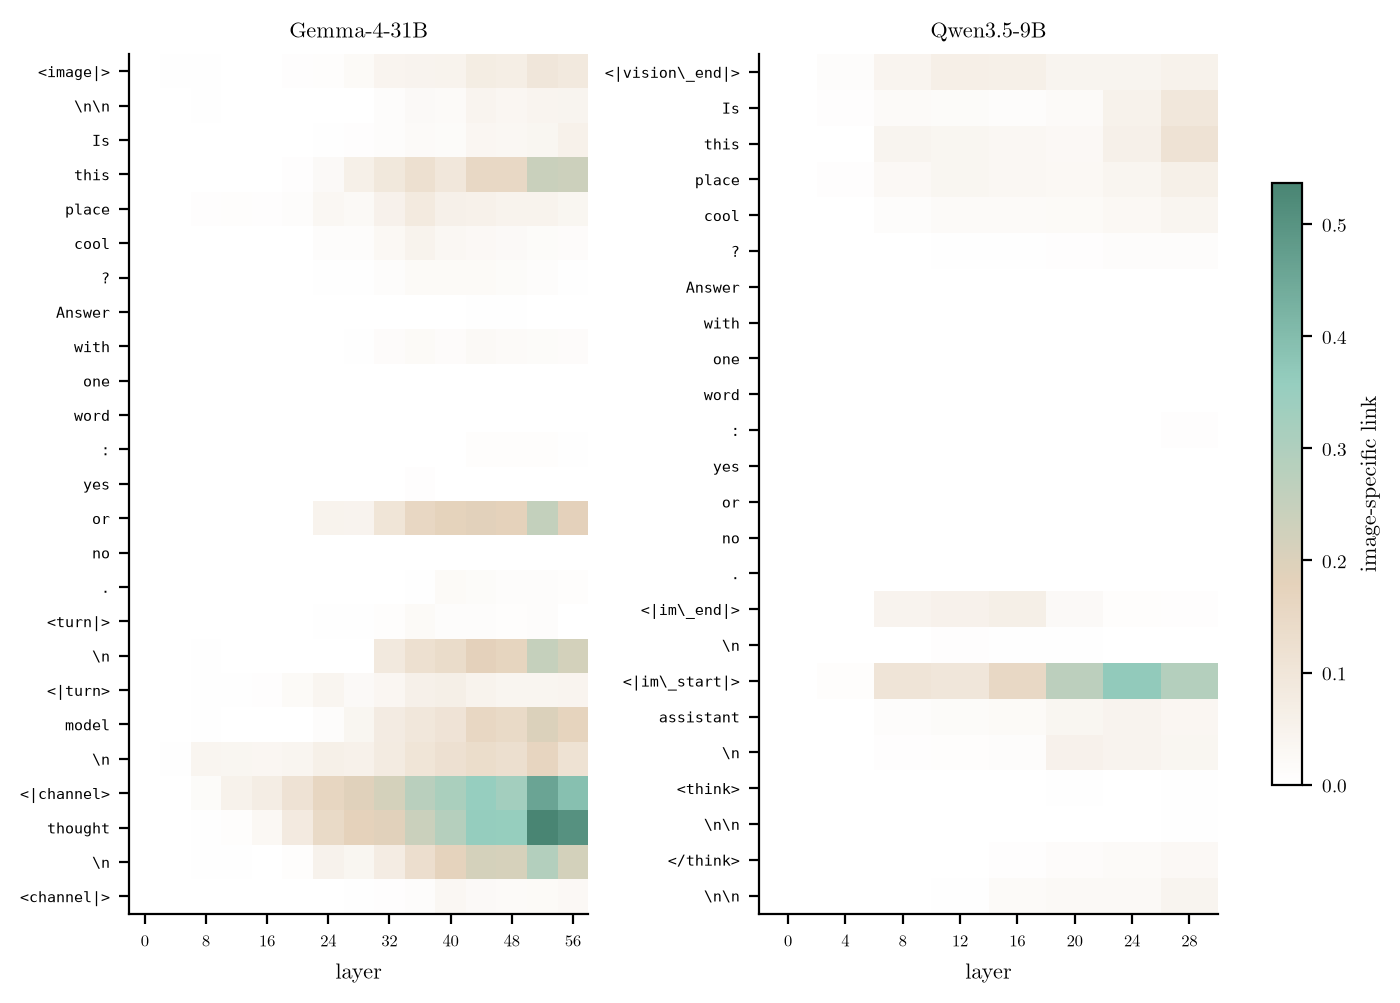 Gemma-4-31B
<image|>
\n\n
Is
this
place
cool
?
Answer
with
one
word
:
yes
or
no
.
<turn|>
\n
<|turn>
model
\n
<|channel>
thought
\n
<channel|>
0 8 16 24 32 40 48 56
layer
Qwen3.5-9B
<|vision\_end|>
Is
this
place
cool
?
Answer
with
one
word
:
yes
or
no
.
<|im\_end|>
\n
<|im\_start|>
assistant
\n
<think>
\n\n
</think>
\n\n
0 4 8 12 16 20 24 28
layer
0.5
0.4
0.3
0.2
0.1
0.0
image-specific link